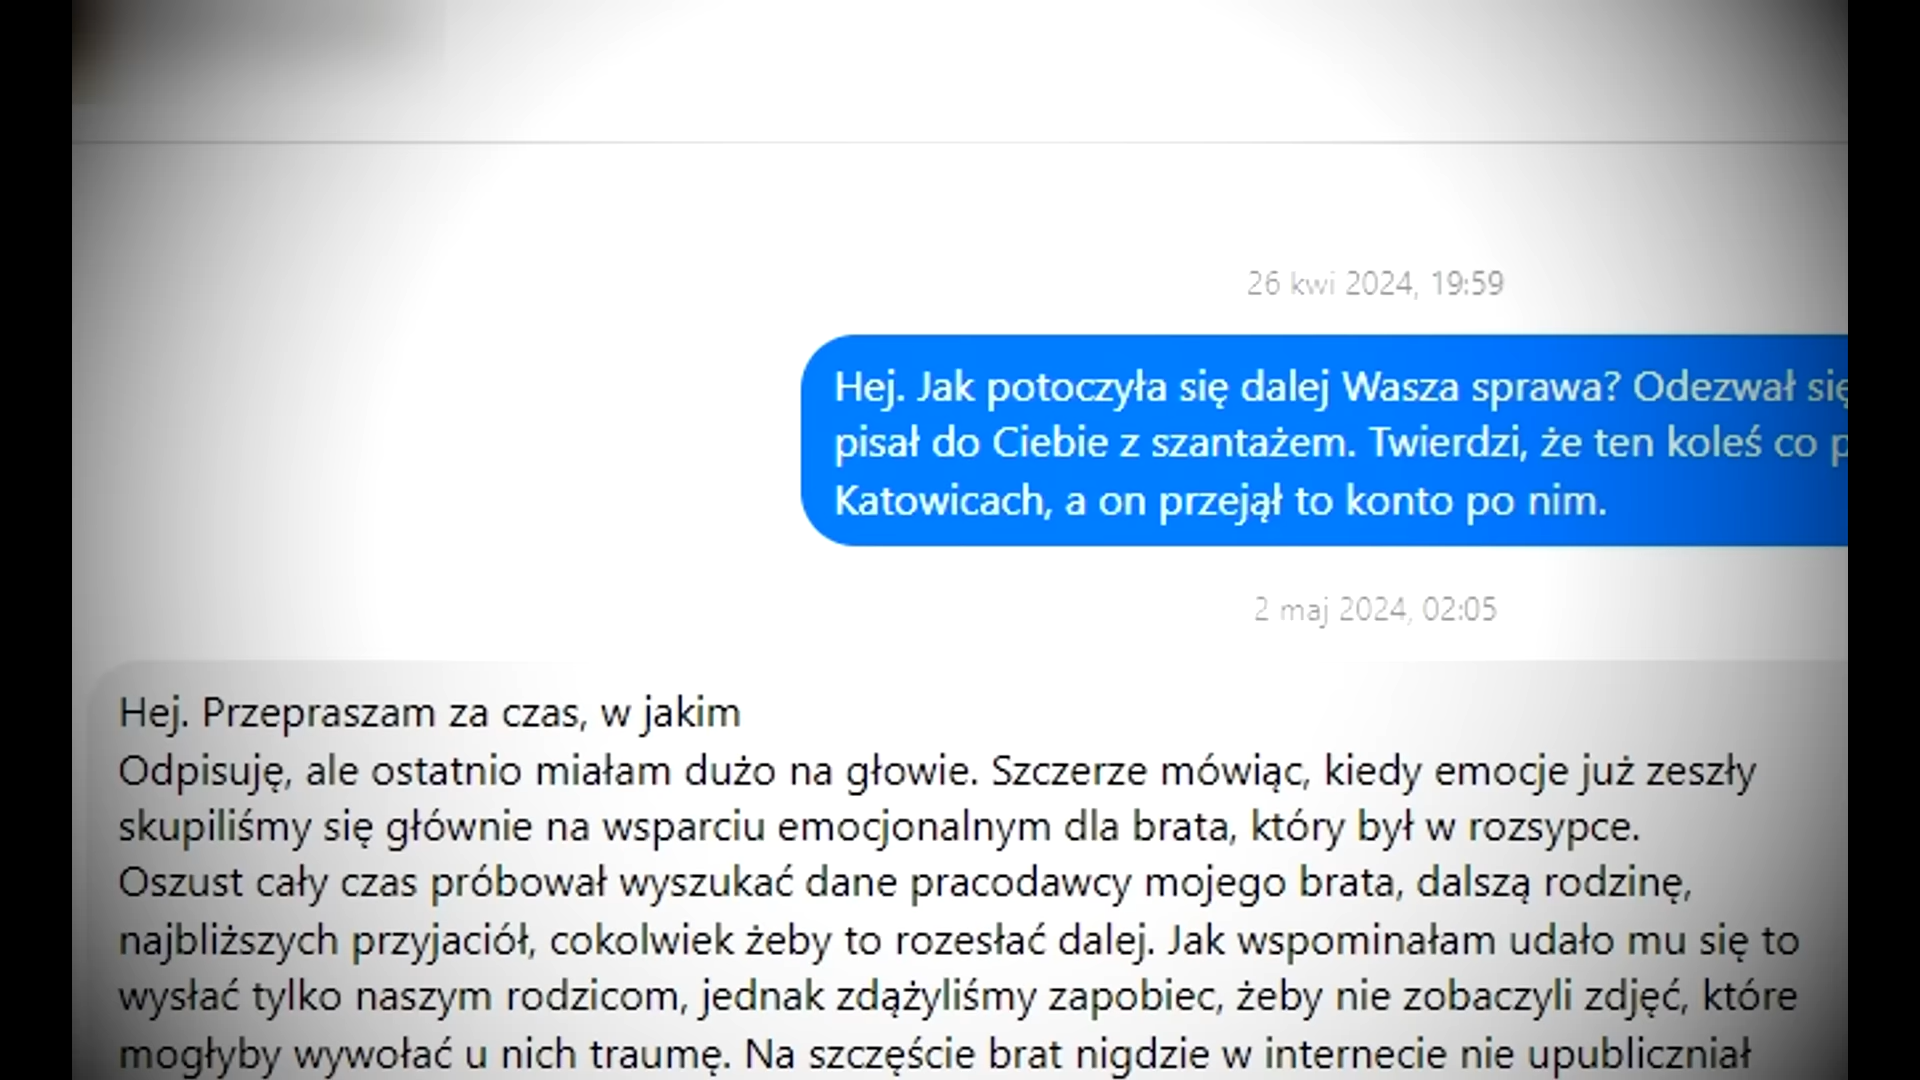 26 kwi 2024, 19:59
Hej. Jak potoczyła się dalej Wasza sprawa? Odezwał się
pisał do Ciebie z szantażem. Twierdzi, że ten koleś co
Katowicach, a on przejął to konto po nim.
2 maj 2024, 02:05
Hej. Przepraszam za czas, w jakim
Odpisuję, ale ostatnio miałam dużo na głowie. Szczerze mówiąc, kiedy emocje już zeszły
skupiliśmy się głównie na wsparciu emocjonalnym dla brata, który był w rozsypce.
Oszust cały czas próbował wyszukać dane pracodawcy mojego brata, dalszą rodzinę,
najbliższych przyjaciół, cokolwiek żeby to rozesłać dalej. Jak wspominałam udało mu się to
wysłać tylko naszym rodzicom, jednak zdążyliśmy zapobiec, żeby nie zobaczyli zdjęć, które
mogłyby wywołać u nich traumę. Na szczęście brat nigdzie w internecie nie upubliczniał